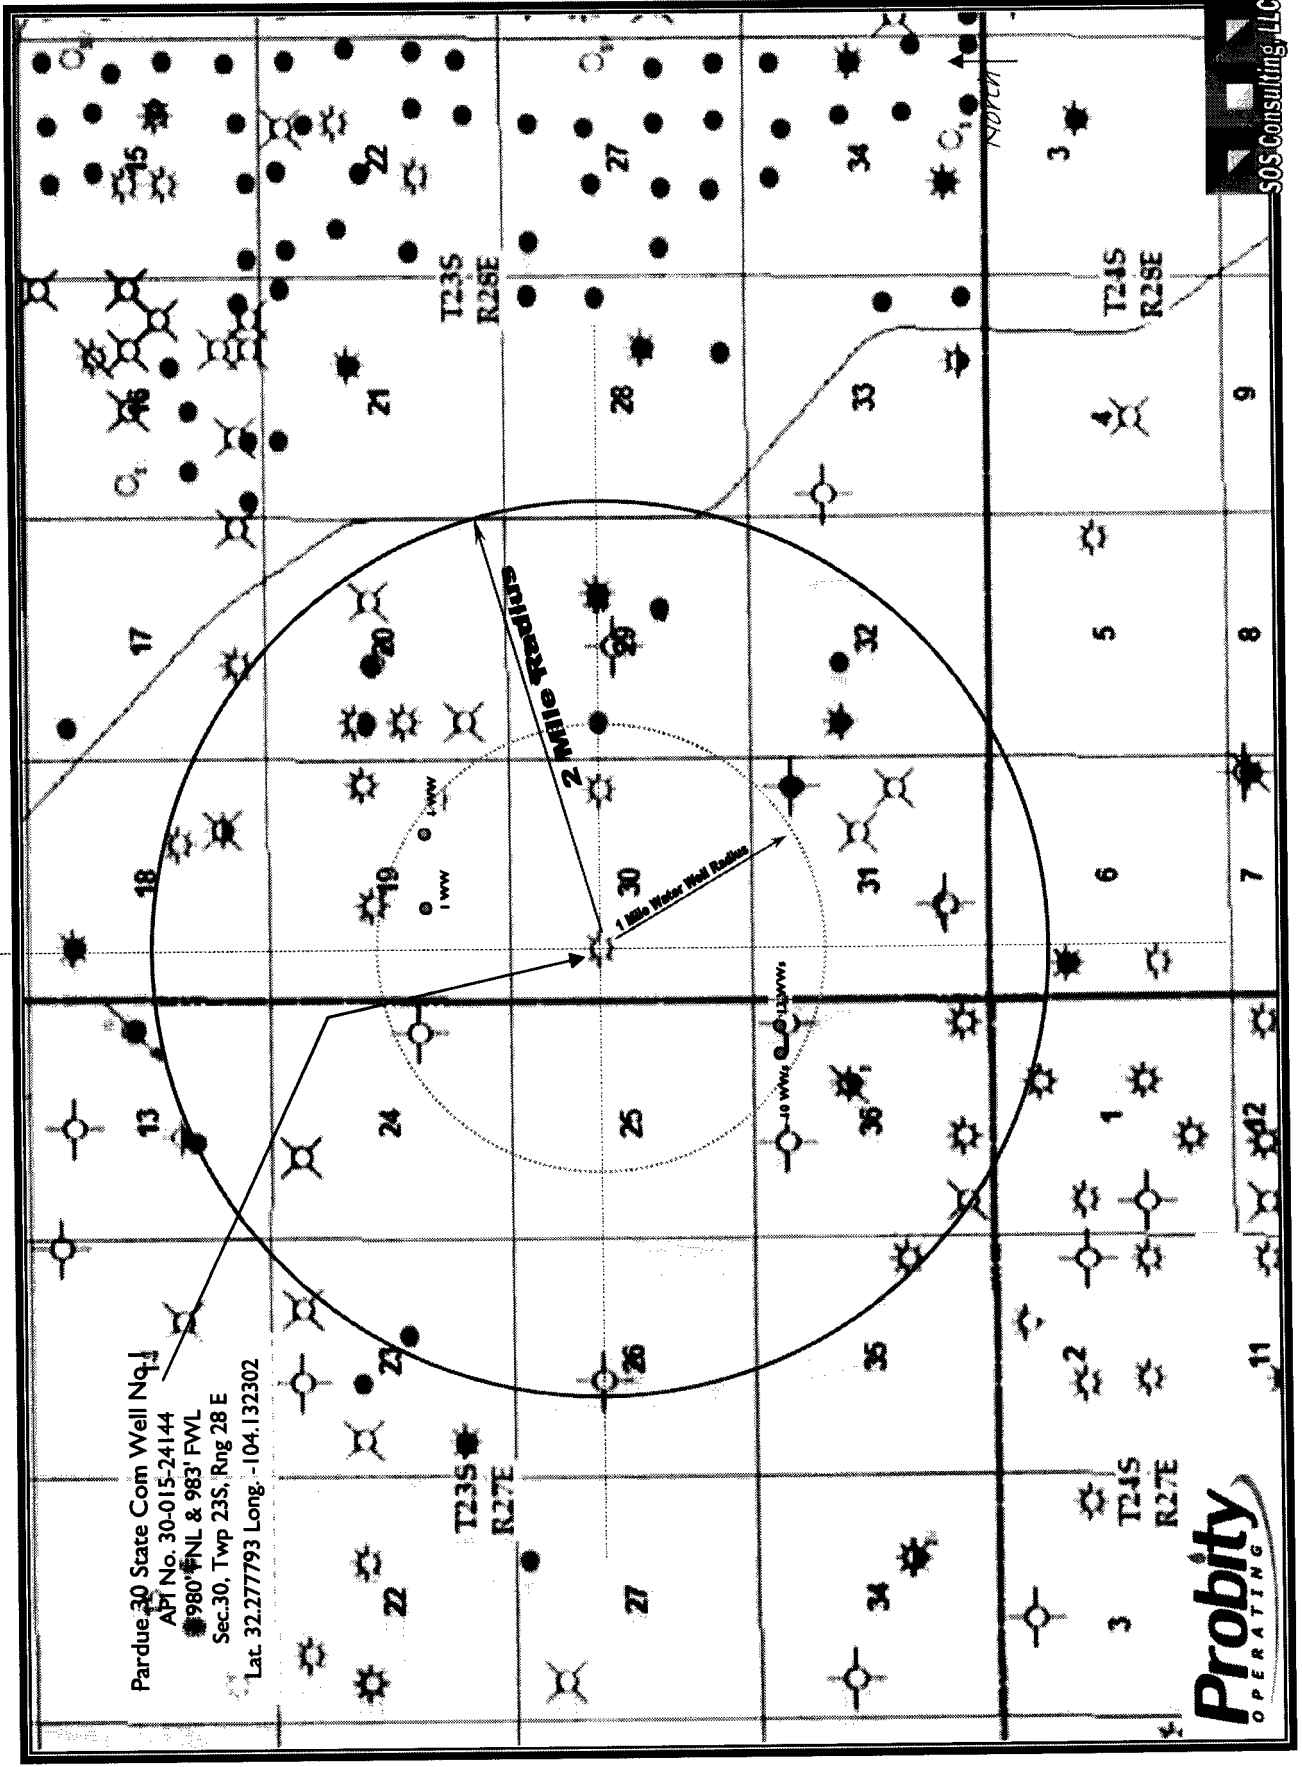 Pardue 30 State Com Well No.1
API No. 30-015-24144
980' FNL & 983' FWL
Sec.30, Twp 23S, Rng 28 E
Lat. 32.277793 Long. -104.132302
13
18
17
16
15
22
23
24
19
20
21
22
1 WW
1 WW
T23S
R27E
T23S
R28E
2 Mile Radius
27
26
25
30
29
28
27
1 Mile Water Well Radius
10 WWs
12 WWs
34
35
36
31
32
33
34
North
3
2
1
6
5
4
3
T24S
R27E
T24S
R28E
11
12
7
8
9
Probity
OPERATING
SOS Consulting, LLC